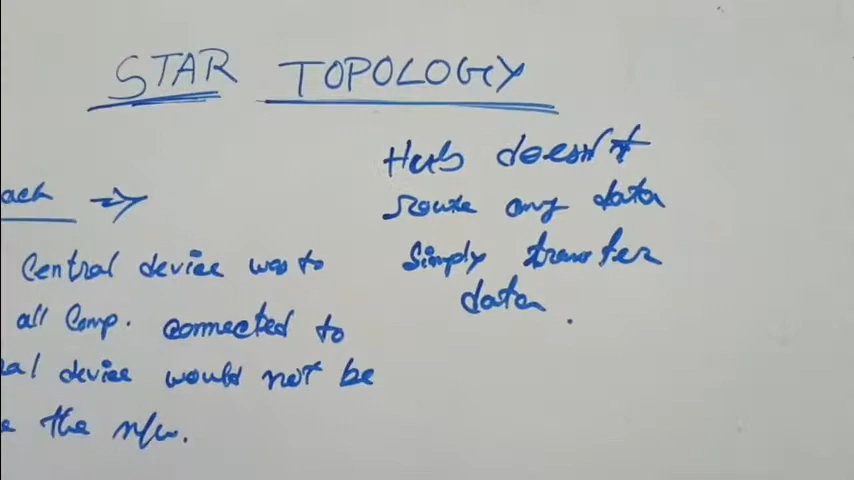 STAR TOPOLOGY
Hub doesn't
Route any data
Simply transfer
data.
ack →
Central device was to
all Comp. connected to
al device would not be
e the n/w.